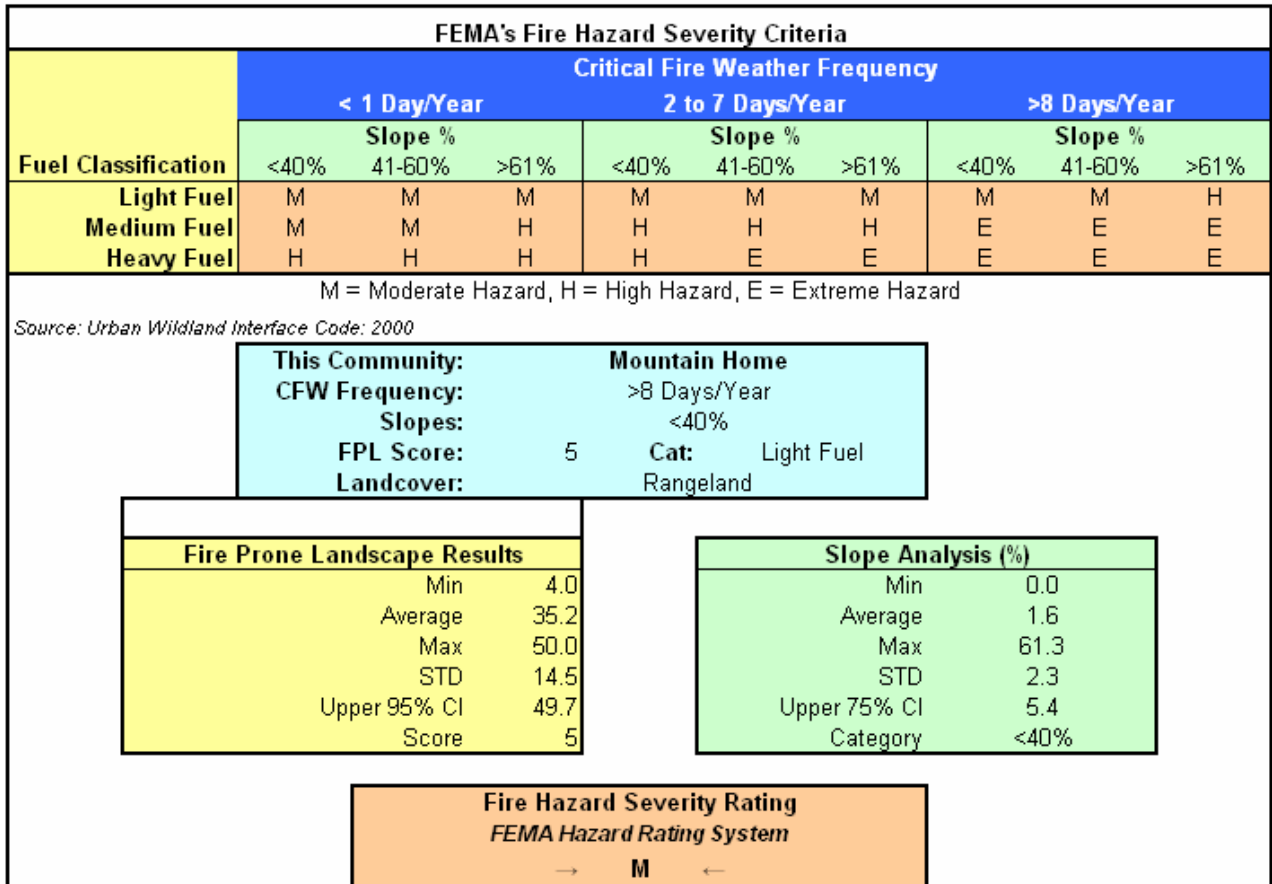 FEMA's Fire Hazard Severity Criteria
Critical Fire Weather Frequency
< 1 Day/Year 2 to 7 Days/Year >8 Days/Year
Slope % Slope % Slope %
Fuel Classification <40% 41-60% >61% <40% 41-60% >61% <40% 41-60% >61%
Light Fuel M M M M M M M M H
Medium Fuel M M H H H H E E E
Heavy Fuel H H H H E E E E E
M = Moderate Hazard, H = High Hazard, E = Extreme Hazard
Source: Urban Wildland Interface Code: 2000
This Community: Mountain Home
CFW Frequency: >8 Days/Year
Slopes: <40%
FPL Score: 5 Cat: Light Fuel
Landcover: Rangeland
Fire Prone Landscape Results
Min 4.0
Average 35.2
Max 50.0
STD 14.5
Upper 95% CI 49.7
Score 5
Slope Analysis (%)
Min 0.0
Average 1.6
Max 61.3
STD 2.3
Upper 75% CI 5.4
Category <40%
Fire Hazard Severity Rating
FEMA Hazard Rating System
→ M ←